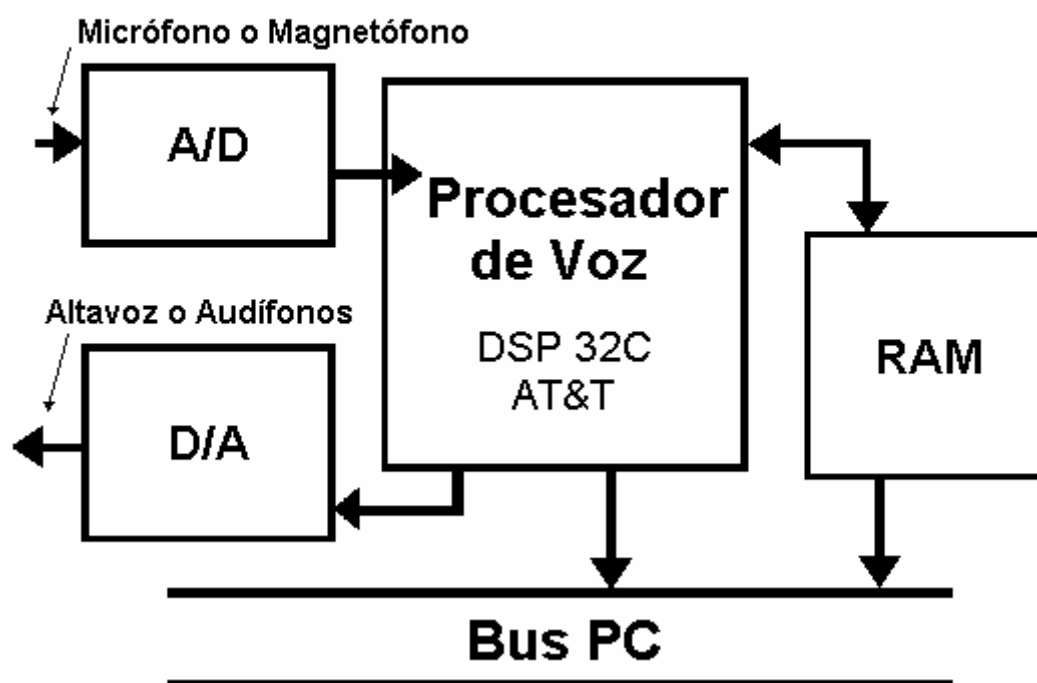 Micrófono o Magnetófono
A/D
Procesador
de Voz
DSP 32C
AT&T
Altavoz o Audífonos
D/A
RAM
Bus PC